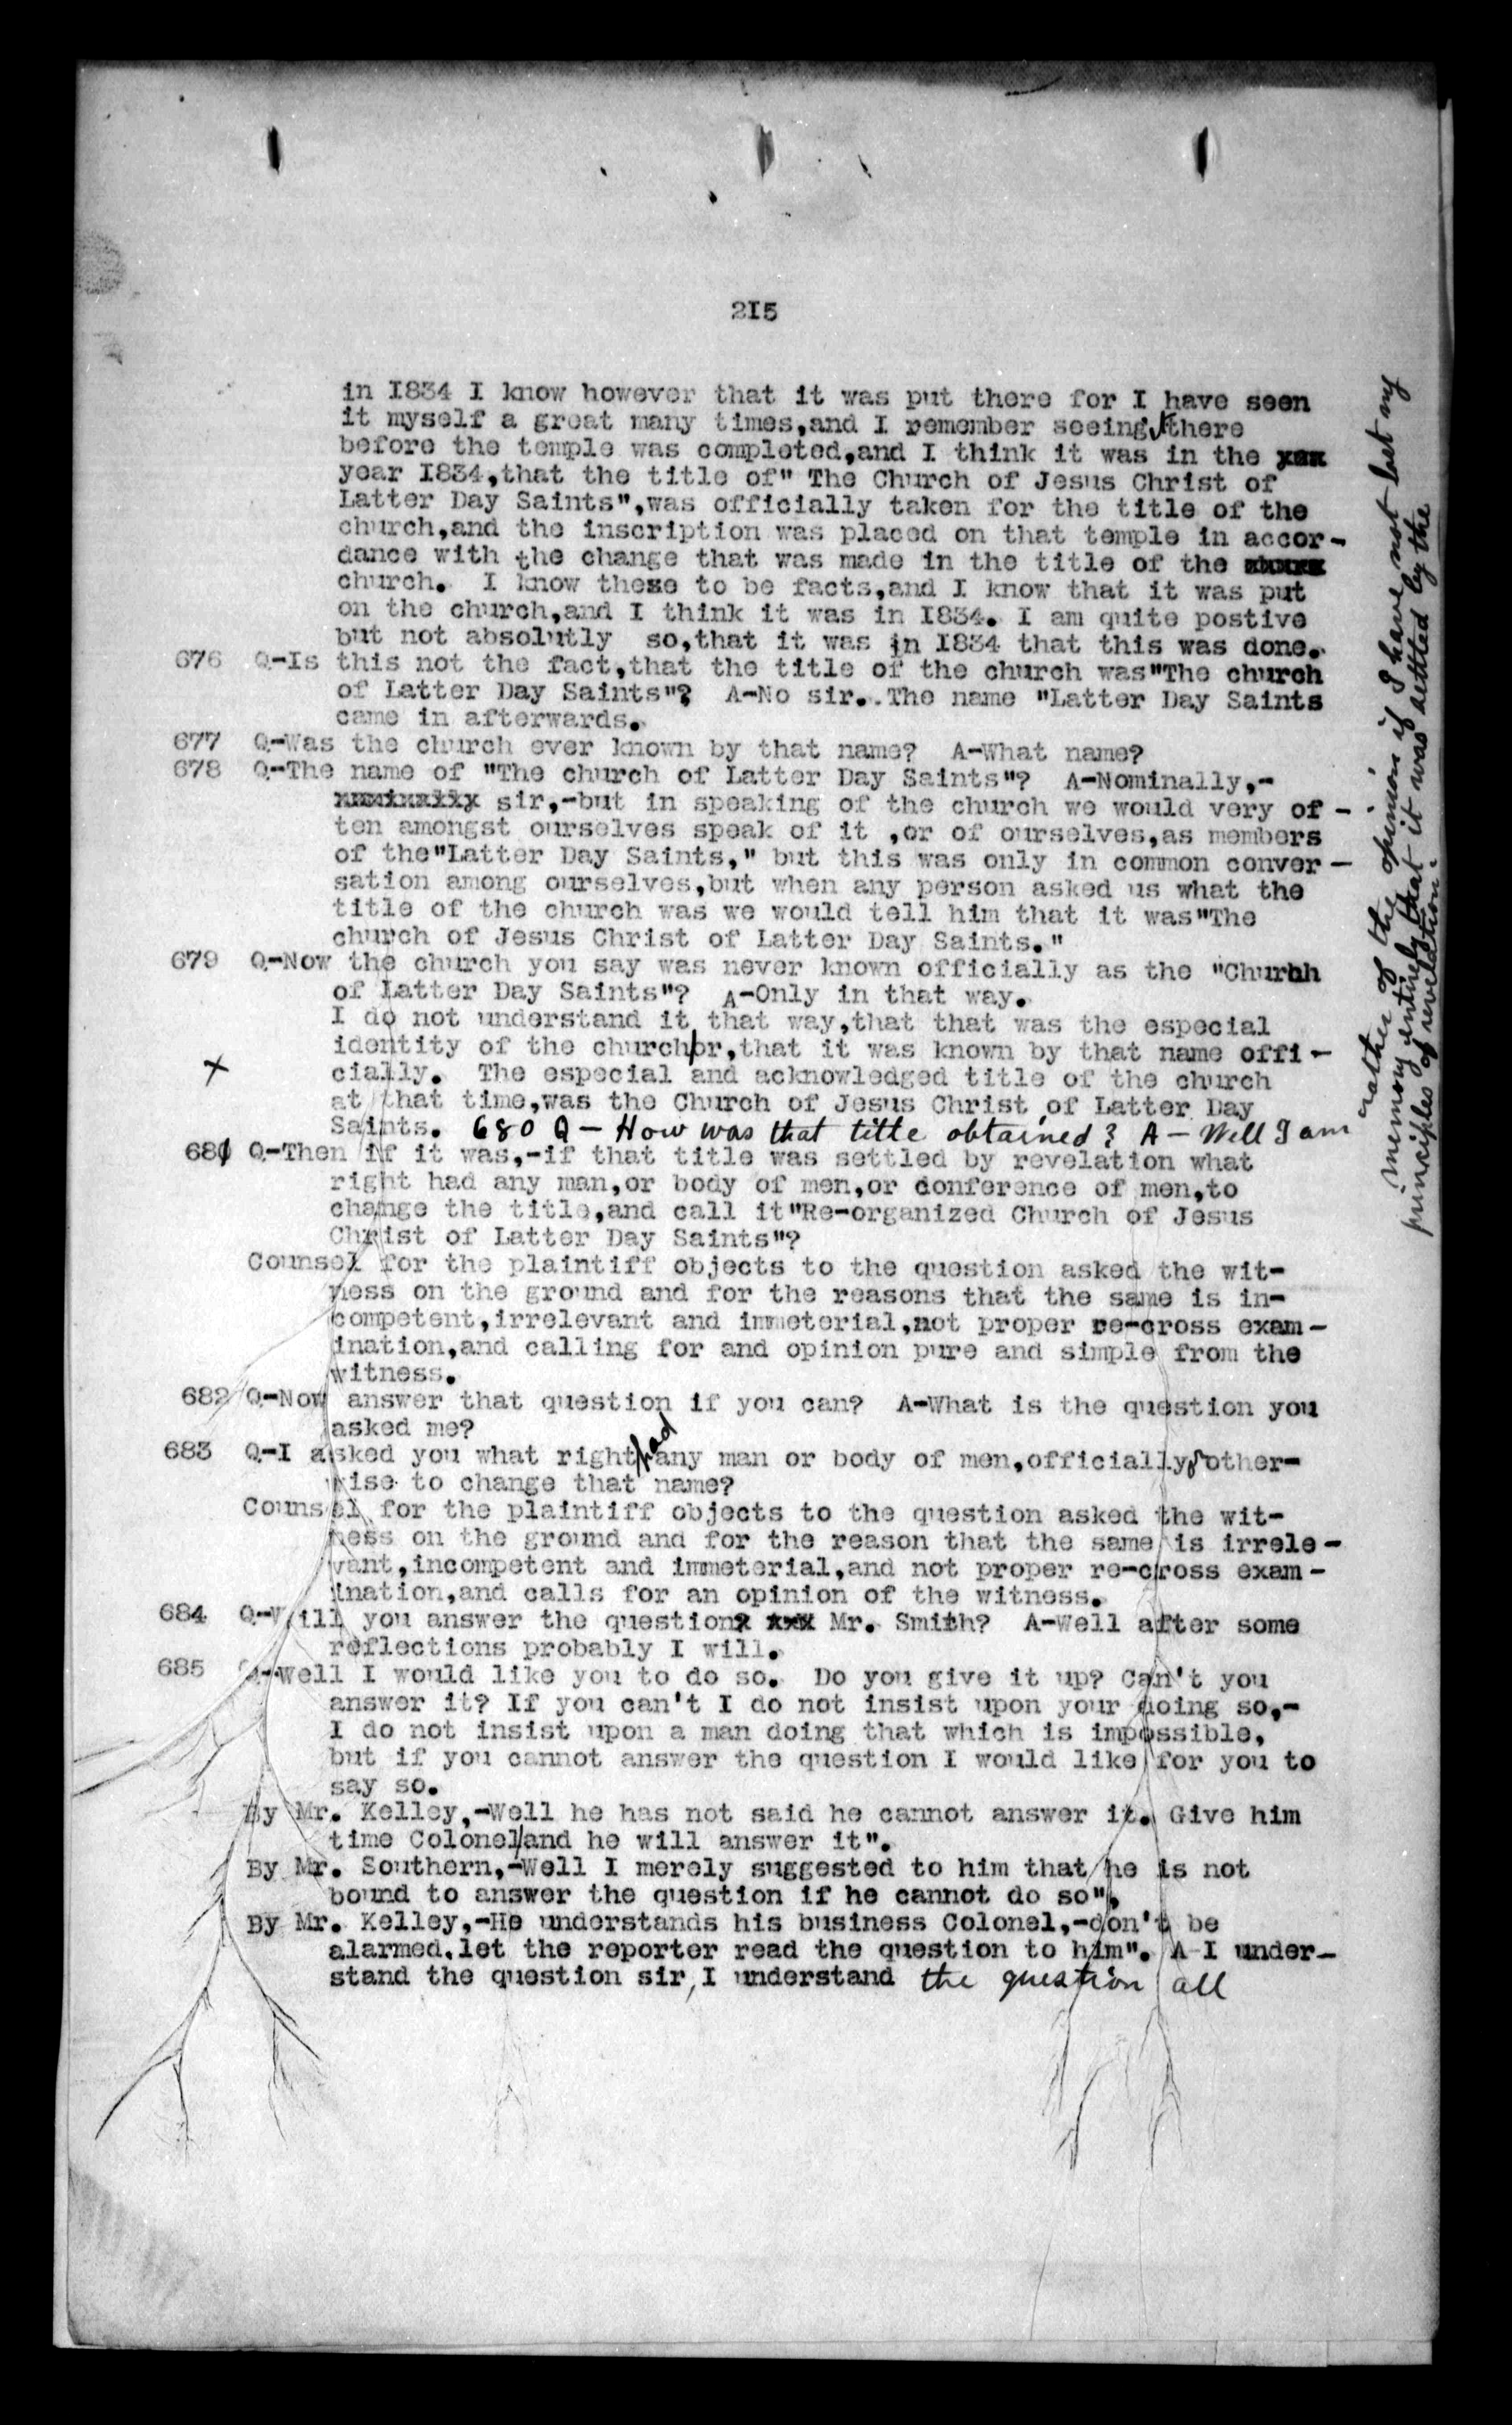 215
in 1834 I know however that it was put there for I have seen
it myself a great many times,and I remember seeing it there
before the temple was completed,and I think it was in the xxx
year 1834,that the title of" The Church of Jesus Christ of
Latter Day Saints",was officially taken for the title of the
church,and the inscription was placed on that temple in accor-
dance with the change that was made in the title of the
church. I know these to be facts,and I know that it was put
on the church,and I think it was in 1834. I am quite postive
but not absolutly so,that it was in 1834 that this was done.
676 Q-Is this not the fact,that the title of the church was"The church
of Latter Day Saints"? A-No sir..The name "Latter Day Saints
came in afterwards.
677 Q-Was the church ever known by that name? A-What name?
678 Q-The name of "The church of Latter Day Saints"? A-Nominally,-
sir,-but in speaking of the church we would very of -
ten amongst ourselves speak of it ,or of ourselves,as members
of the"Latter Day Saints," but this was only in common conver -
sation among ourselves,but when any person asked us what the
title of the church was we would tell him that it was"The
church of Jesus Christ of Latter Day Saints."
679 Q-Now the church you say was never known officially as the "Churhh
of Latter Day Saints"? A-Only in that way.
I do not understand it that way,that that was the especial
identity of the church/or,that it was known by that name offi -
X cially. The especial and acknowledged title of the church
at that time,was the Church of Jesus Christ of Latter Day
Saints. 680 Q - How was that title obtained? A - Well I am
rather of the opinion if I have not lost my
memory entirely that it was settled by the
principles of revelation.
681 Q-Then if it was,-if that title was settled by revelation what
right had any man,or body of men,or donference of men,to
change the title,and call it"Re-organized Church of Jesus
Christ of Latter Day Saints"?
Counsel for the plaintiff objects to the question asked the wit-
ness on the ground and for the reasons that the same is in-
competent,irrelevant and immeterial,not proper re-cross exam -
ination,and calling for and opinion pure and simple from the
witness.
682 Q-Now answer that question if you can? A-What is the question you
asked me?
683 Q-I asked you what right had any man or body of men,officially or other-
wise to change that name?
Counsel for the plaintiff objects to the question asked the wit-
ness on the ground and for the reason that the same is irrele -
vant,incompetent and immeterial,and not proper re-cross exam -
ination,and calls for an opinion of the witness.
684 Q-Will you answer the question? xxx Mr. Smith? A-Well after some
reflections probably I will.
685 Q-Well I would like you to do so. Do you give it up? Can't you
answer it? If you can't I do not insist upon your doing so,-
I do not insist upon a man doing that which is impossible,
but if you cannot answer the question I would like for you to
say so.
By Mr. Kelley,-Well he has not said he cannot answer it. Give him
time Colonel/and he will answer it".
By Mr. Southern,-Well I merely suggested to him that he is not
bound to answer the question if he cannot do so",
By Mr. Kelley,-He understands his business Colonel,-don't be
alarmed,let the reporter read the question to him". A-I under-
stand the question sir, I understand the question all